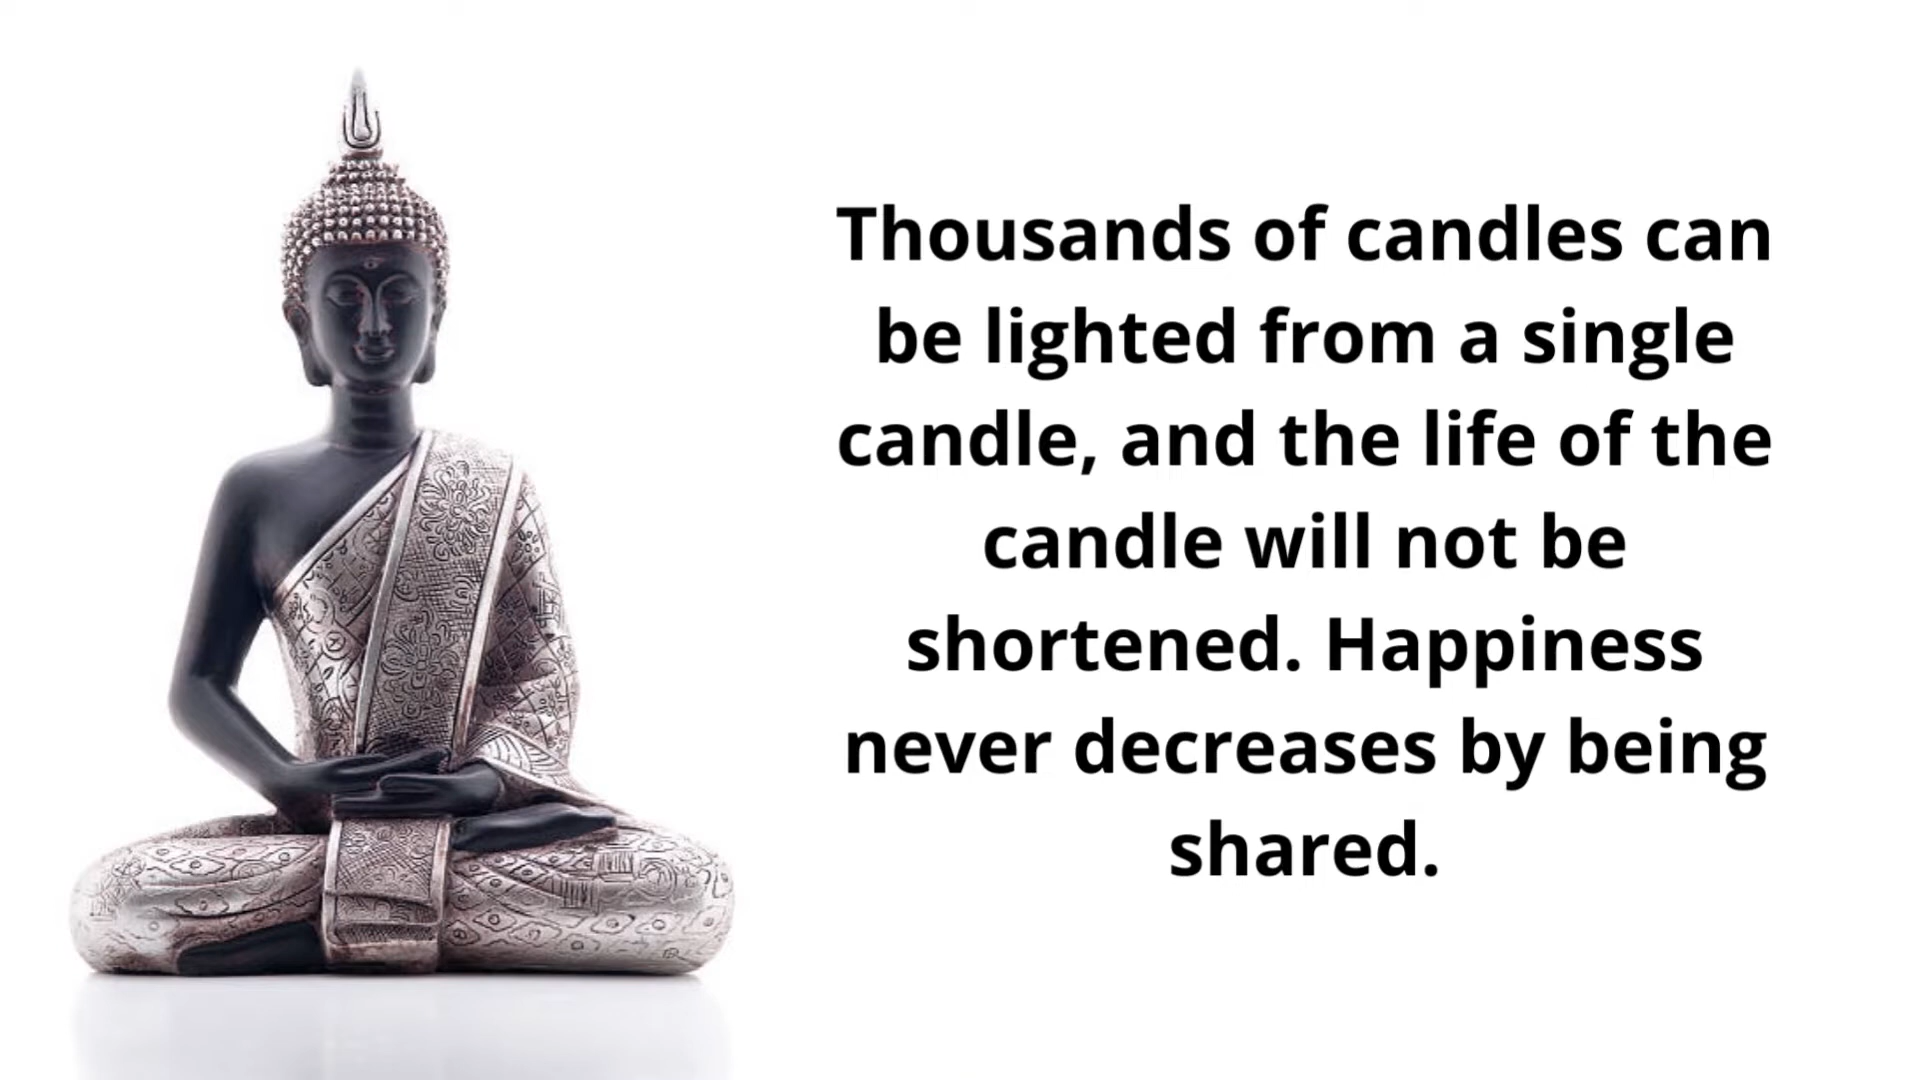 Thousands of candles can
be lighted from a single
candle, and the life of the
candle will not be
shortened. Happiness
never decreases by being
shared.